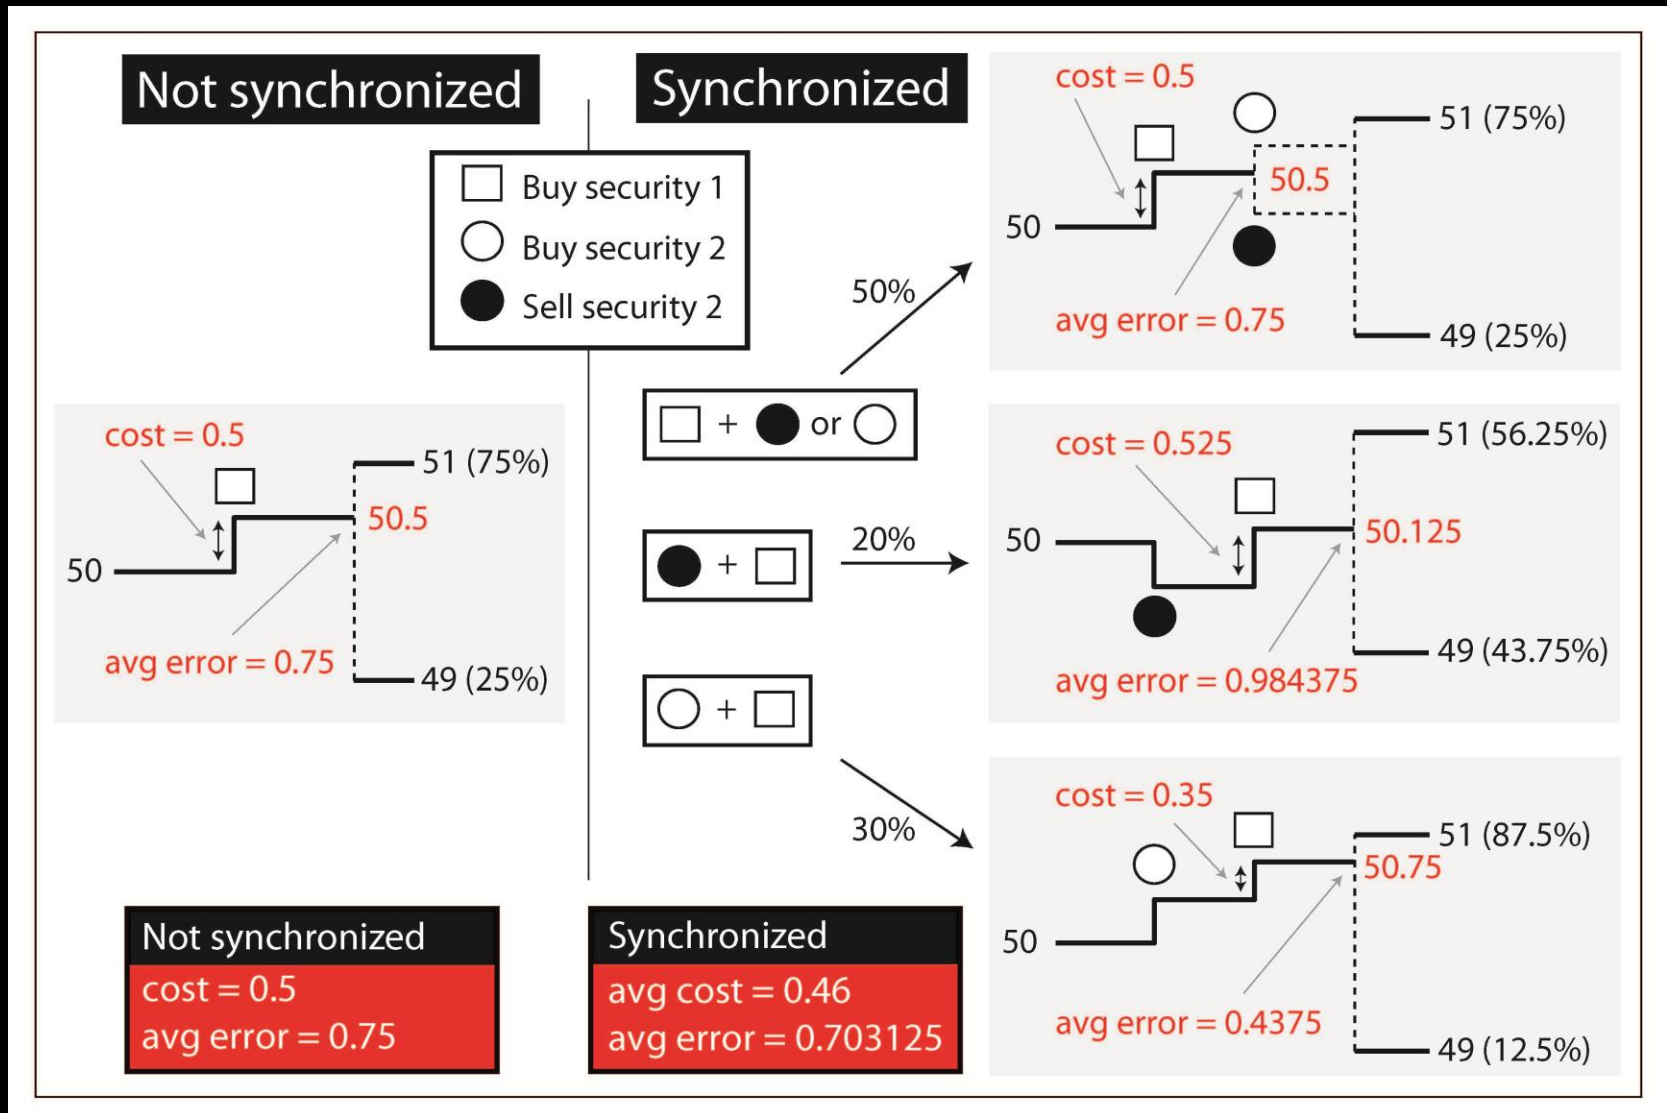 Not synchronized
Synchronized
Buy security 1
Buy security 2
Sell security 2
cost = 0.5
51 (75%)
50.5
50
avg error = 0.75
49 (25%)
+ or
50%
+
20%
+
30%
cost = 0.5
51 (75%)
50.5
50
avg error = 0.75
49 (25%)
cost = 0.525
51 (56.25%)
50.125
50
49 (43.75%)
avg error = 0.984375
cost = 0.35
51 (87.5%)
50.75
50
avg error = 0.4375
49 (12.5%)
Not synchronized
cost = 0.5
avg error = 0.75
Synchronized
avg cost = 0.46
avg error = 0.703125